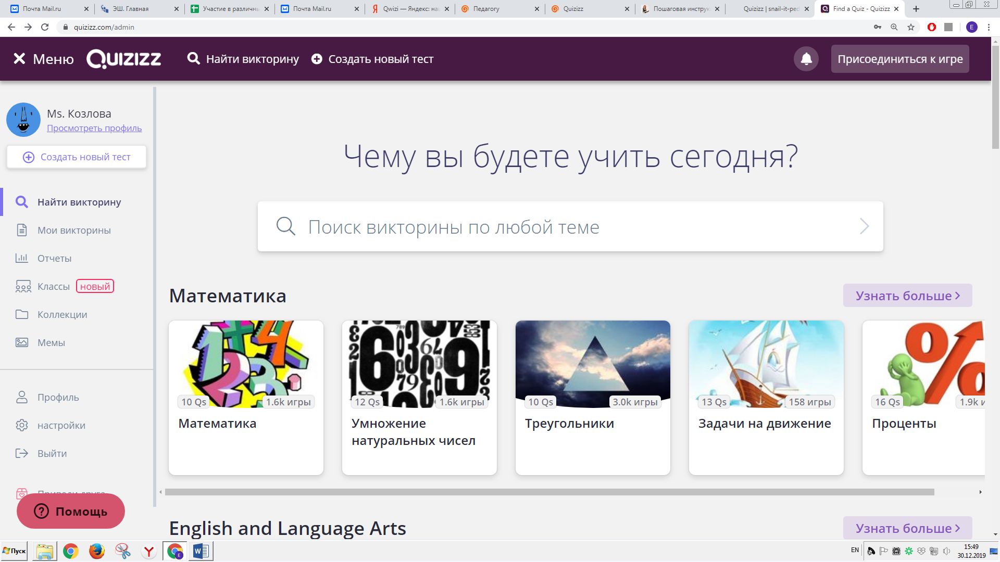 Почта Mail.ru
ЭШ. Главная
Участие в различны
Почта Mail.ru
Qwizi — Яндекс: на
Педагогу
Quizizz
Пошаговая инструк
Quizizz | snail-it-ped
Find a Quiz - Quizizz
quizizz.com/admin
E
Меню
QUIZIZZ
Найти викторину
Создать новый тест
Присоединиться к игре
Ms. Козлова
Просмотреть профиль
Создать новый тест
Найти викторину
Мои викторины
Отчеты
Классы новый
Коллекции
Мемы
Профиль
настройки
Выйти
Приведи друга
Помощь
Чему вы будете учить сегодня?
Поиск викторины по любой теме
Математика
Узнать больше
10 Qs 1.6k игры
Математика
12 Qs 1.6k игры
Умножение
натуральных чисел
10 Qs 3.0k игры
Треугольники
13 Qs 158 игры
Задачи на движение
16 Qs 1.9k и
Проценты
English and Language Arts
Узнать больше
Пуск
EN
15:49
30.12.2019